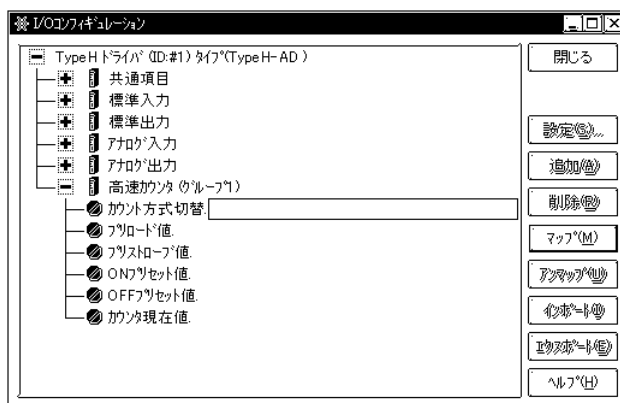 I/Oコンフィギュレーション
TypeHドライバ (ID:#1) タイプ(TypeH-AD )
共通項目
標準入力
標準出力
アナログ入力
アナログ出力
高速カウンタ (グループ1)
カウント方式切替.
プリロード値.
プリストローブ値.
ONプリセット値.
OFFプリセット値.
カウンタ現在値.
閉じる
設定(S)...
追加(A)
削除(R)
マップ(M)
アンマップ(U)
インポート(I)
エクスポート(E)
ヘルプ(H)